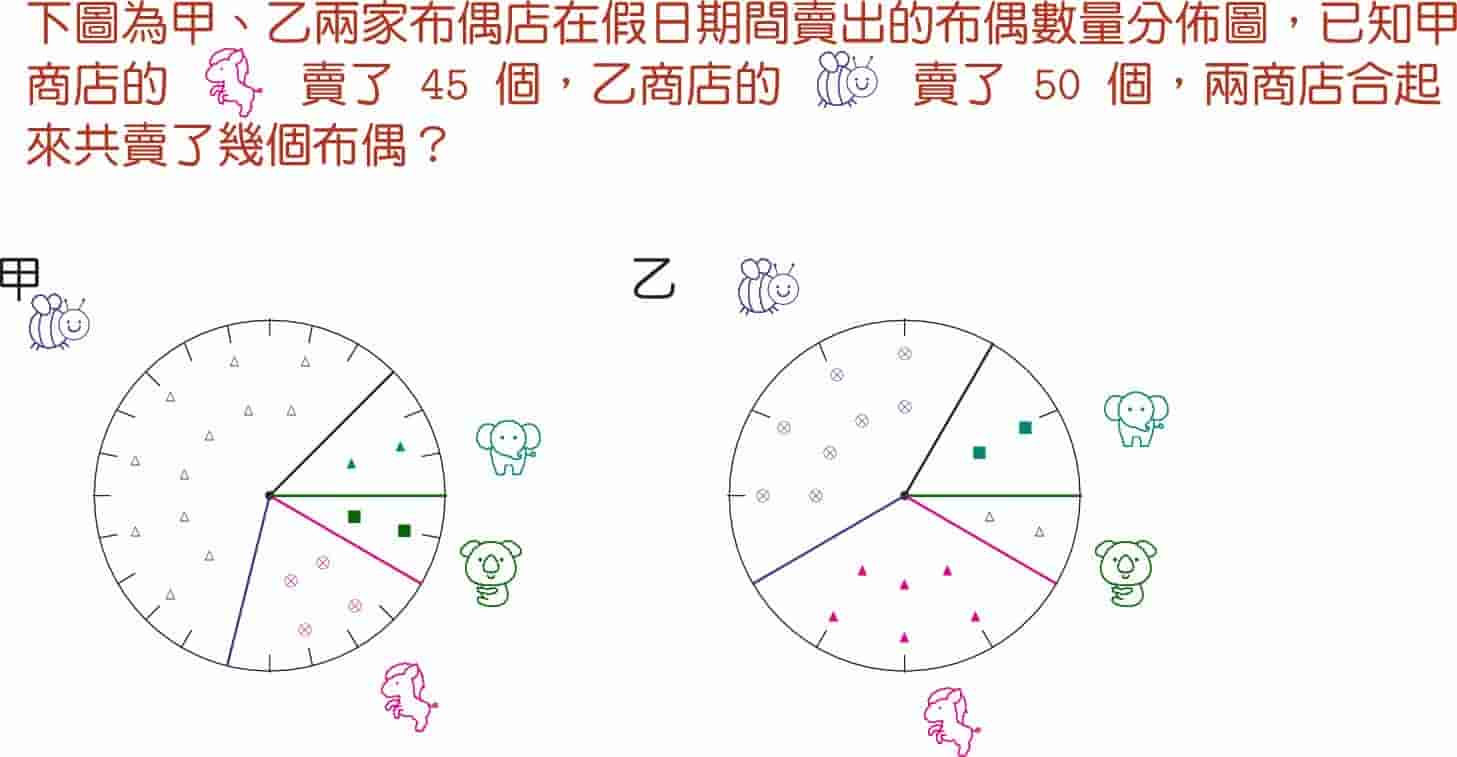 下圖為甲、乙兩家布偶店在假日期間賣出的布偶數量分佈圖，已知甲
商店的 賣了 45 個，乙商店的 賣了 50 個，兩商店合起
來共賣了幾個布偶？
甲
乙